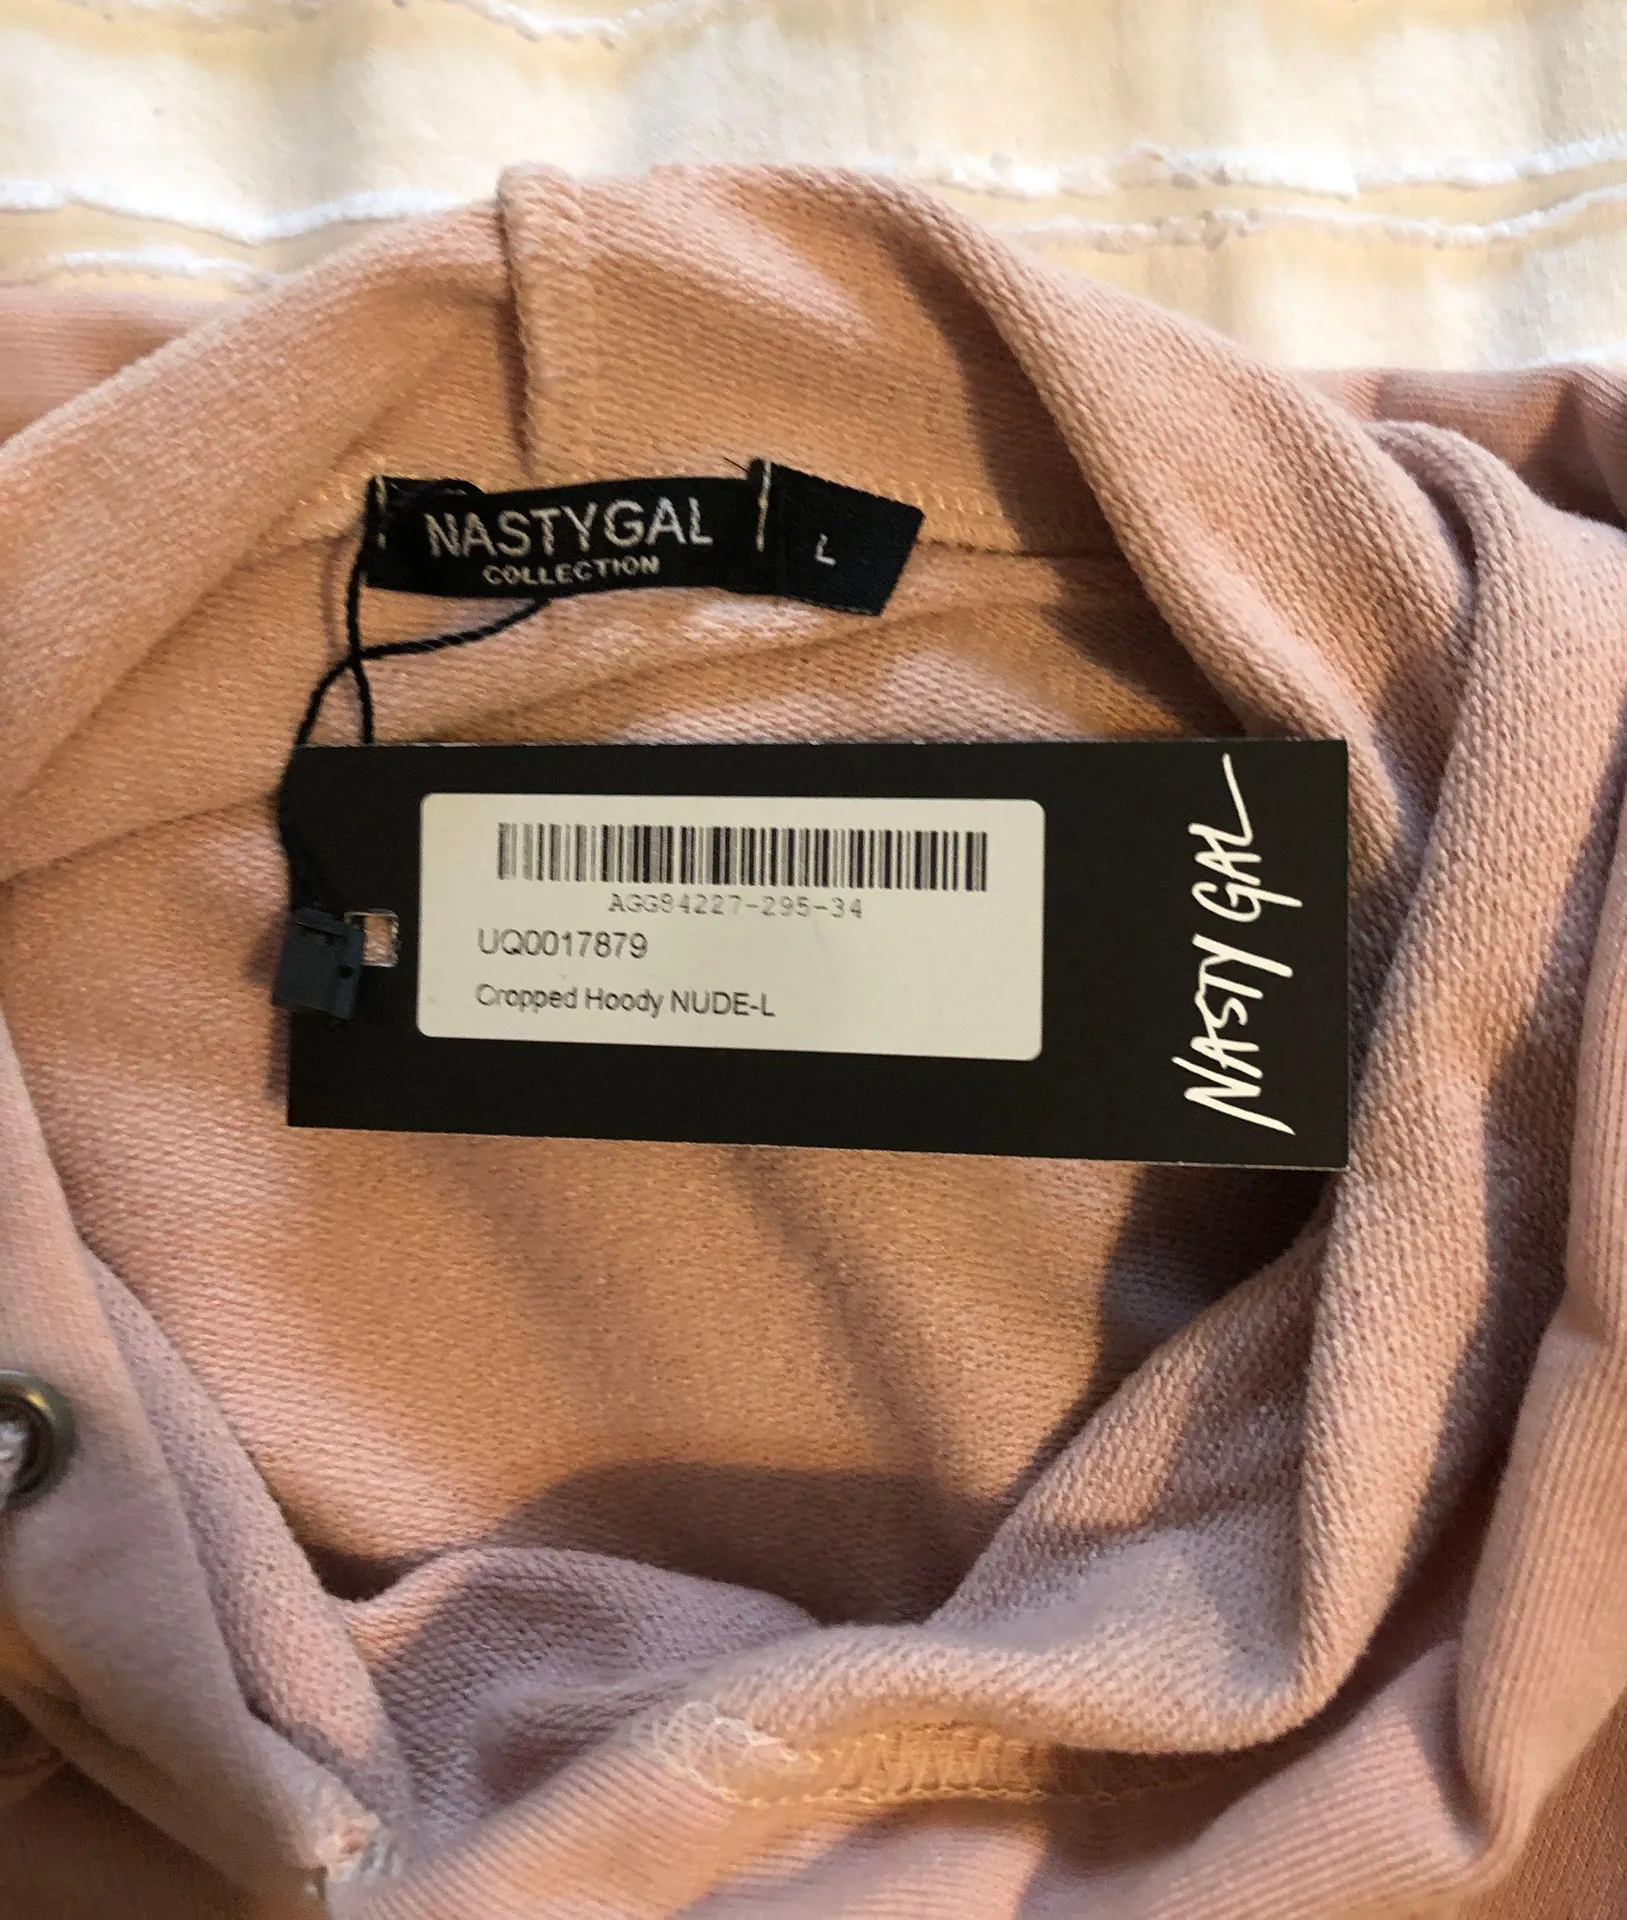 NASTYGAL
COLLECTION
L
AGG84227-295-34
UQ0017879
Cropped Hoody NUDE-L
NASTY GAL